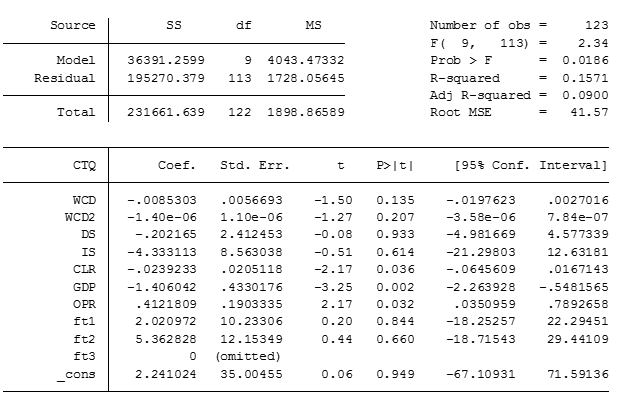 Source SS df MS Number of obs = 123
F( 9, 113) = 2.34
Model 36391.2599 9 4043.47332 Prob > F = 0.0186
Residual 195270.379 113 1728.05645 R-squared = 0.1571
Adj R-squared = 0.0900
Total 231661.639 122 1898.86589 Root MSE = 41.57
CTQ Coef. Std. Err. t P>|t| [95% Conf. Interval]
WCD -.0085303 .0056693 -1.50 0.135 -.0197623 .0027016
WCD2 -1.40e-06 1.10e-06 -1.27 0.207 -3.58e-06 7.84e-07
DS -.202165 2.412453 -0.08 0.933 -4.981669 4.577339
IS -4.333113 8.563038 -0.51 0.614 -21.29803 12.63181
CLR -.0239233 .0205118 -2.17 0.036 -.0645609 .0167143
GDP -1.406042 .4330176 -3.25 0.002 -2.263928 -.5481565
OPR .4121809 .1903335 2.17 0.032 .0350959 .7892658
ft1 2.020972 10.23306 0.20 0.844 -18.25257 22.29451
ft2 5.362828 12.15349 0.44 0.660 -18.71543 29.44109
ft3 0 (omitted)
_cons 2.241024 35.00455 0.06 0.949 -67.10931 71.59136